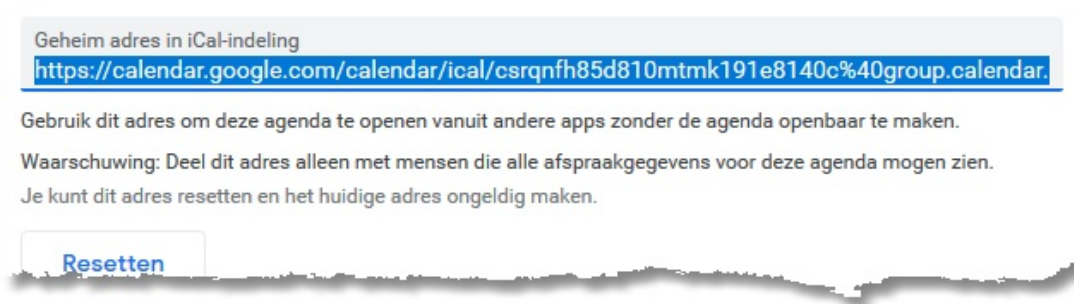 Geheim adres in iCal-indeling
https://calendar.google.com/calendar/ical/csrqnfh85d810mtmk191e8140c%40group.calendar.
Gebruik dit adres om deze agenda te openen vanuit andere apps zonder de agenda openbaar te maken.
Waarschuwing: Deel dit adres alleen met mensen die alle afspraakgegevens voor deze agenda mogen zien.
Je kunt dit adres resetten en het huidige adres ongeldig maken.
Resetten